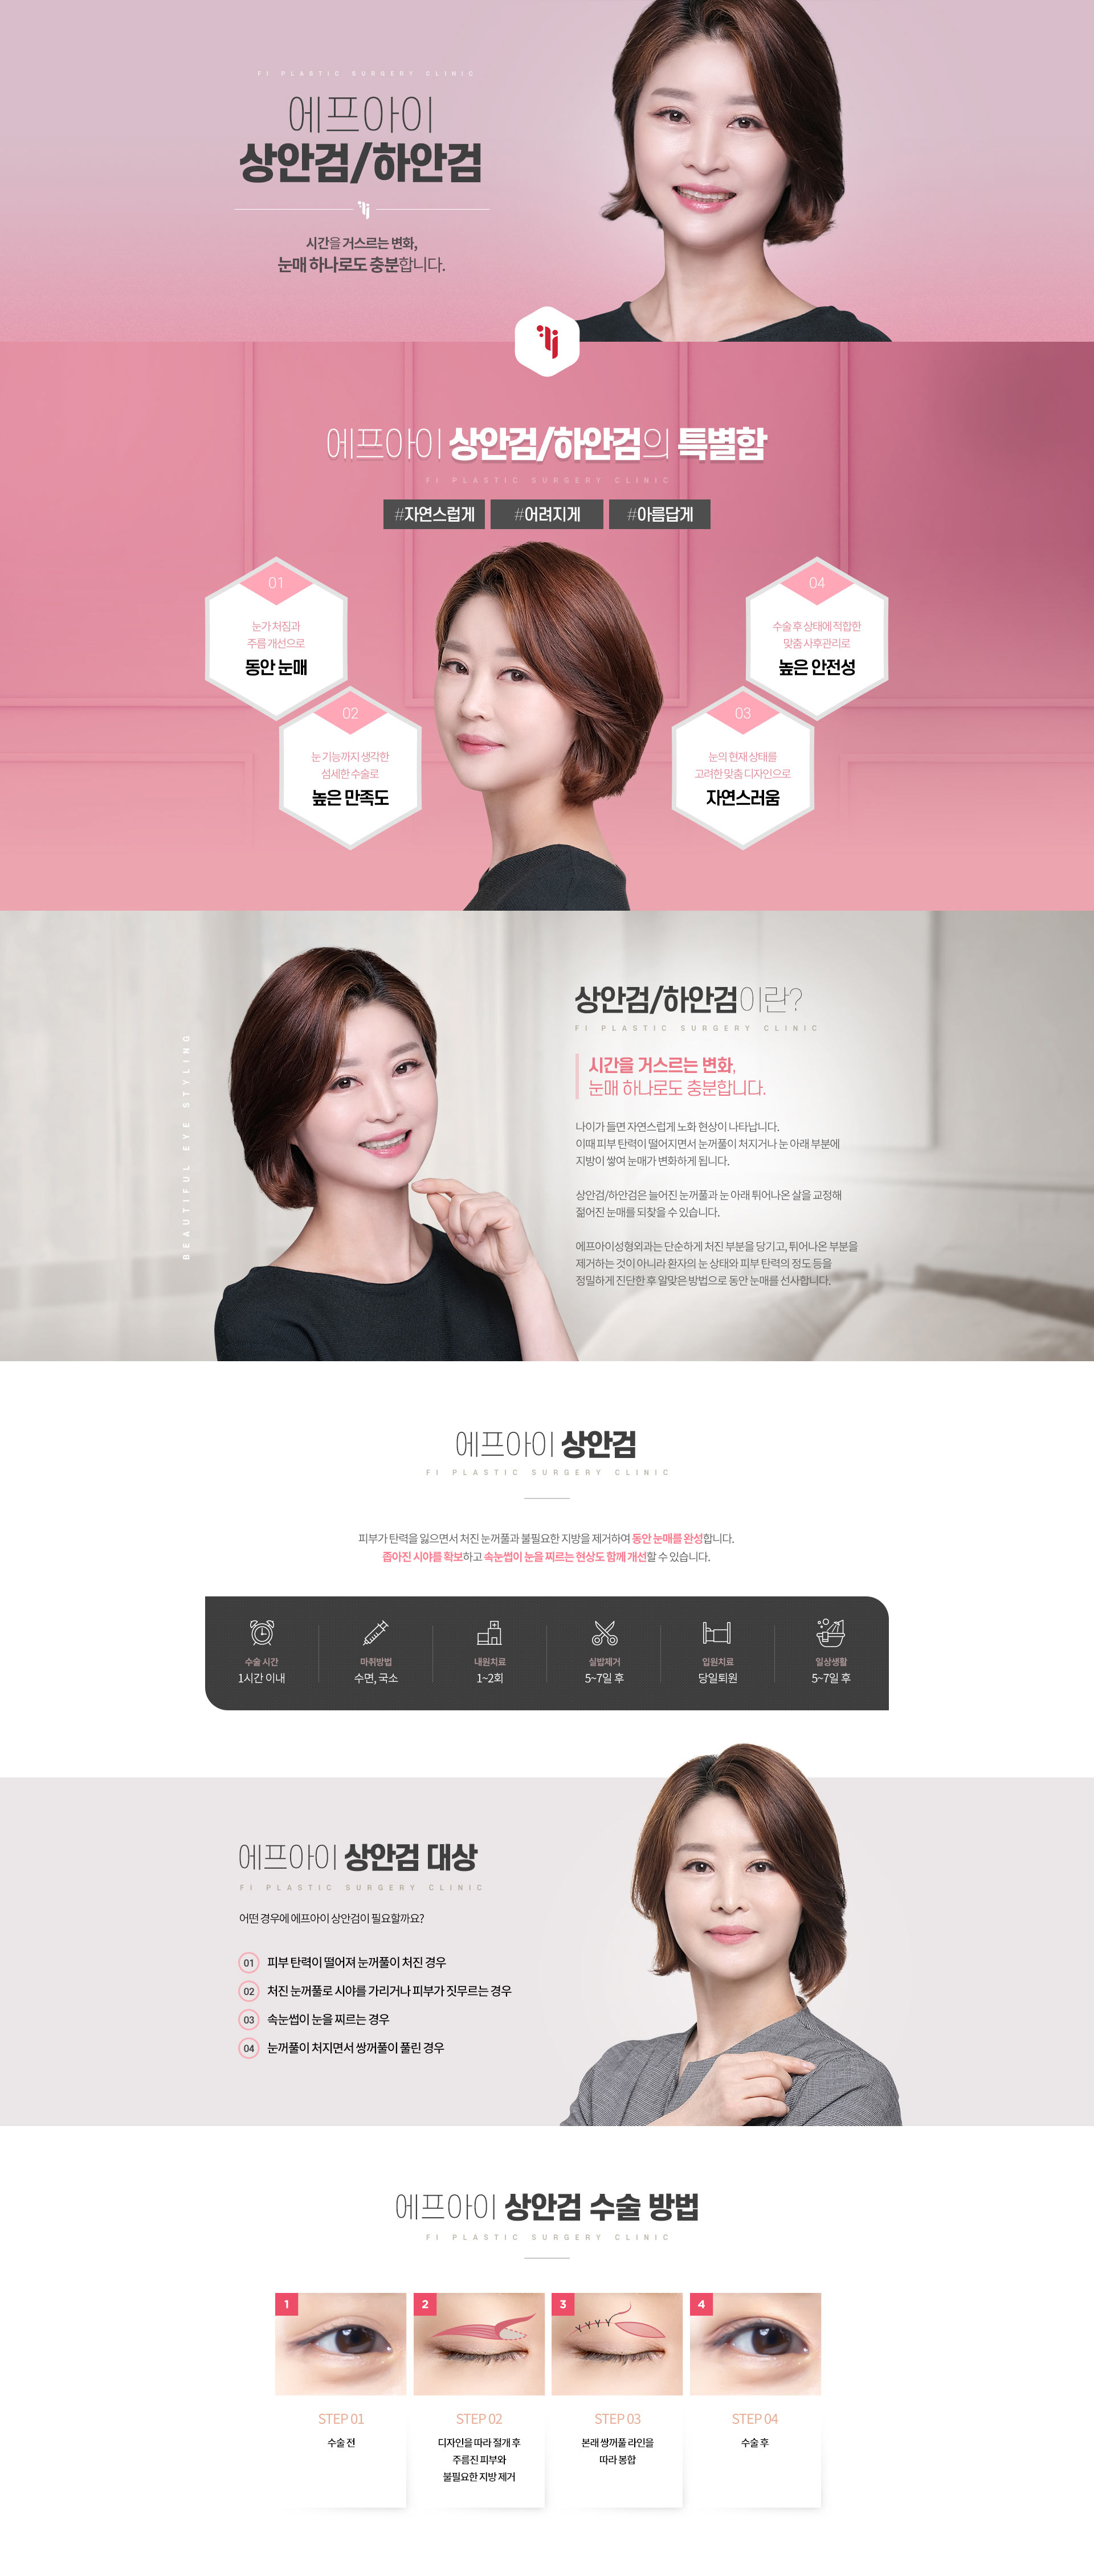 FI PLASTIC SURGERY CLINIC
에프아이
상안검/하안검
시간을 거스르는 변화,
눈매 하나로도 충분합니다.
에프아이 상안검/하안검의 특별함
FI PLASTIC SURGERY CLINIC
#자연스럽게 #어려지게 #아름답게
01
눈가 처짐과
주름 개선으로
동안 눈매
02
눈 기능까지 생각한
섬세한 수술로
높은 만족도
03
눈의 현재 상태를
고려한 맞춤 디자인으로
자연스러움
04
수술 후 상태에 적합한
맞춤 사후관리로
높은 안전성
BEAUTIFUL EYE STYLING
상안검/하안검이란?
FI PLASTIC SURGERY CLINIC
시간을 거스르는 변화,
눈매 하나로도 충분합니다.
나이가 들면 자연스럽게 노화 현상이 나타납니다.
이때 피부 탄력이 떨어지면서 눈꺼풀이 처지거나 눈 아래 부분에
지방이 쌓여 눈매가 변화하게 됩니다.
상안검/하안검은 늘어진 눈꺼풀과 눈 아래 튀어나온 살을 교정해
젊어진 눈매를 되찾을 수 있습니다.
에프아이성형외과는 단순하게 처진 부분을 당기고, 튀어나온 부분을
제거하는 것이 아니라 환자의 눈 상태와 피부 탄력의 정도 등을
정밀하게 진단한 후 알맞은 방법으로 동안 눈매를 선사합니다.
에프아이 상안검
FI PLASTIC SURGERY CLINIC
피부가 탄력을 잃으면서 처진 눈꺼풀과 불필요한 지방을 제거하여 동안 눈매를 완성합니다.
좁아진 시야를 확보하고 속눈썹이 눈을 찌르는 현상도 함께 개선할 수 있습니다.
수술 시간
1시간 이내
마취방법
수면, 국소
내원치료
1~2회
실밥제거
5~7일 후
입원치료
당일퇴원
일상생활
5~7일 후
에프아이 상안검 대상
FI PLASTIC SURGERY CLINIC
어떤 경우에 에프아이 상안검이 필요할까요?
01 피부 탄력이 떨어져 눈꺼풀이 처진 경우
02 처진 눈꺼풀로 시야를 가리거나 피부가 짓무르는 경우
03 속눈썹이 눈을 찌르는 경우
04 눈꺼풀이 처지면서 쌍꺼풀이 풀린 경우
에프아이 상안검 수술 방법
FI PLASTIC SURGERY CLINIC
1
STEP 01
수술 전
2
STEP 02
디자인을 따라 절개 후
주름진 피부와
불필요한 지방 제거
3
STEP 03
본래 쌍꺼풀 라인을
따라 봉합
4
STEP 04
수술 후